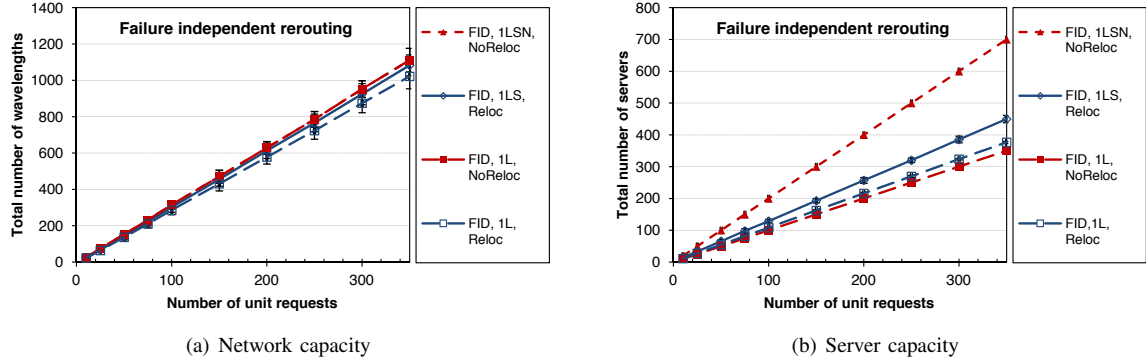 Failure independent rerouting
Total number of wavelengths
1400
1200
1000
800
600
400
200
0
0
100
200
300
Number of unit requests
FID, 1LSN,
NoReloc
FID, 1LS,
Reloc
FID, 1L,
NoReloc
FID, 1L,
Reloc
(a) Network capacity
Failure independent rerouting
Total number of servers
800
700
600
500
400
300
200
100
0
0
100
200
300
Number of unit requests
FID, 1LSN,
NoReloc
FID, 1LS,
Reloc
FID, 1L,
NoReloc
FID,1L,
Reloc
(b) Server capacity